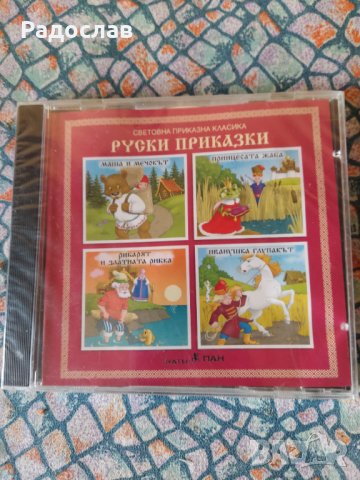 Радослав
СВЕТОВНА ПРИКАЗНА КЛАСИКА
РУСКИ ПРИКАЗКИ
МАША И МЕЧОКЪТ
ПРИНЦЕСАТА ЖАБА
РИБАРЯТ
И ЗЛАТНАТА РИБКА
ИВАНУШКА ГЛУПАКЪТ
ПАН